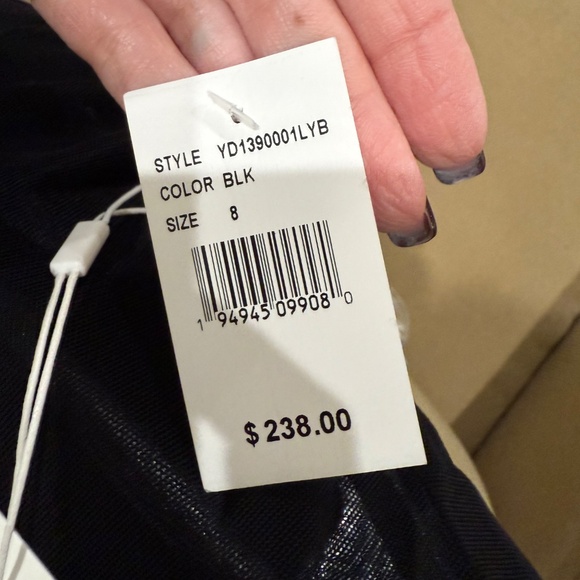 STYLE YD1390001LYB
COLOR BLK
SIZE 8
1 94945 09908 0
$238.00